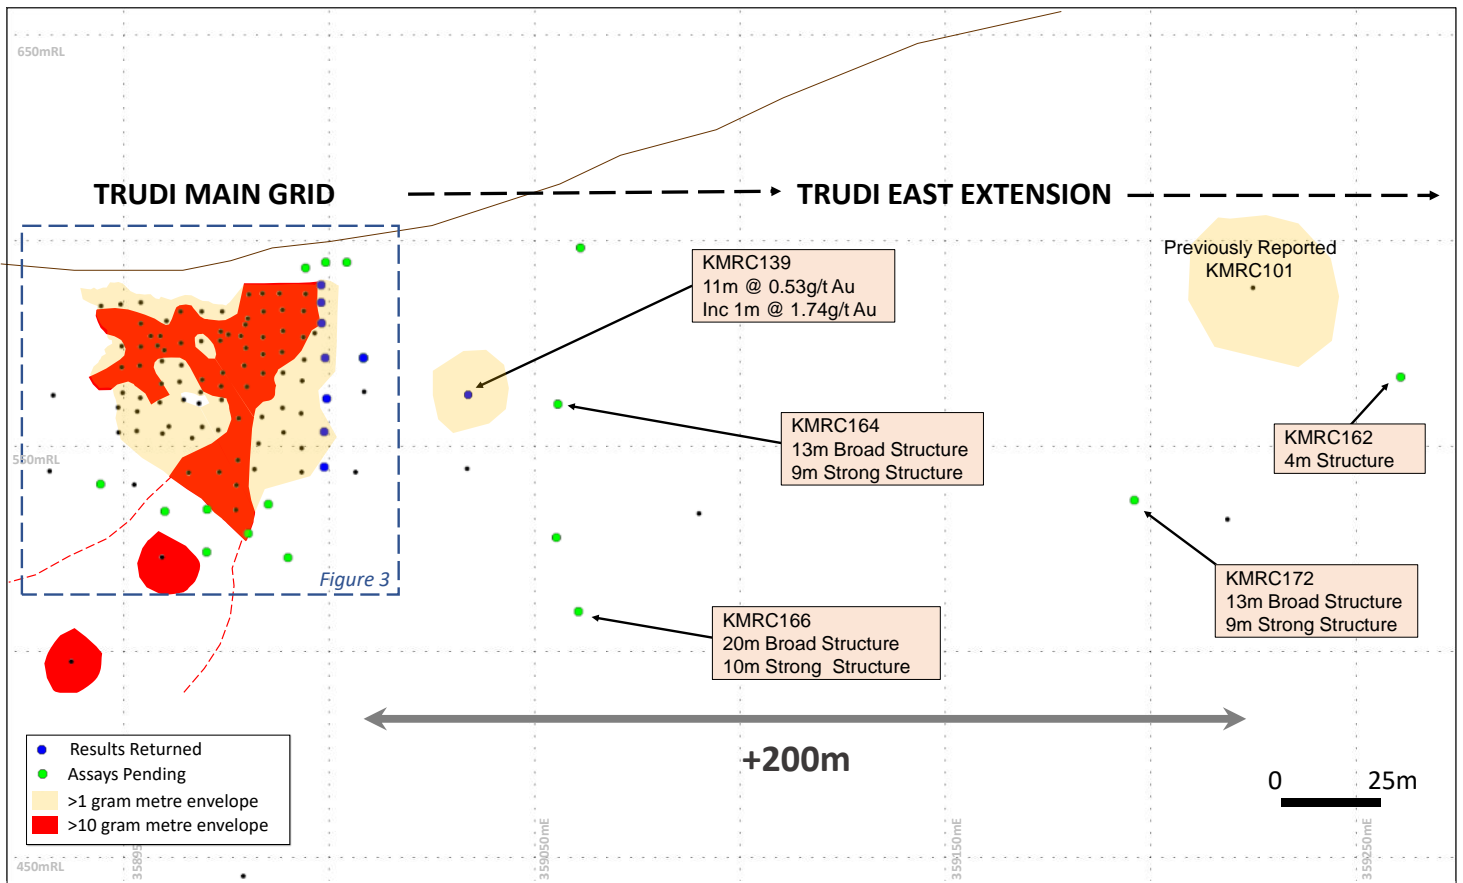 650mRL
TRUDI MAIN GRID
TRUDI EAST EXTENSION
Previously Reported
KMRC101
KMRC139
11m @ 0.53g/t Au
Inc 1m @ 1.74g/t Au
KMRC164
13m Broad Structure
9m Strong Structure
KMRC162
4m Structure
550mRL
KMRC172
13m Broad Structure
9m Strong Structure
Figure 3
KMRC166
20m Broad Structure
10m Strong Structure
+200m
Results Returned
Assays Pending
>1 gram metre envelope
>10 gram metre envelope
0 25m
450mRL
359050mE
359150mE
359250mE